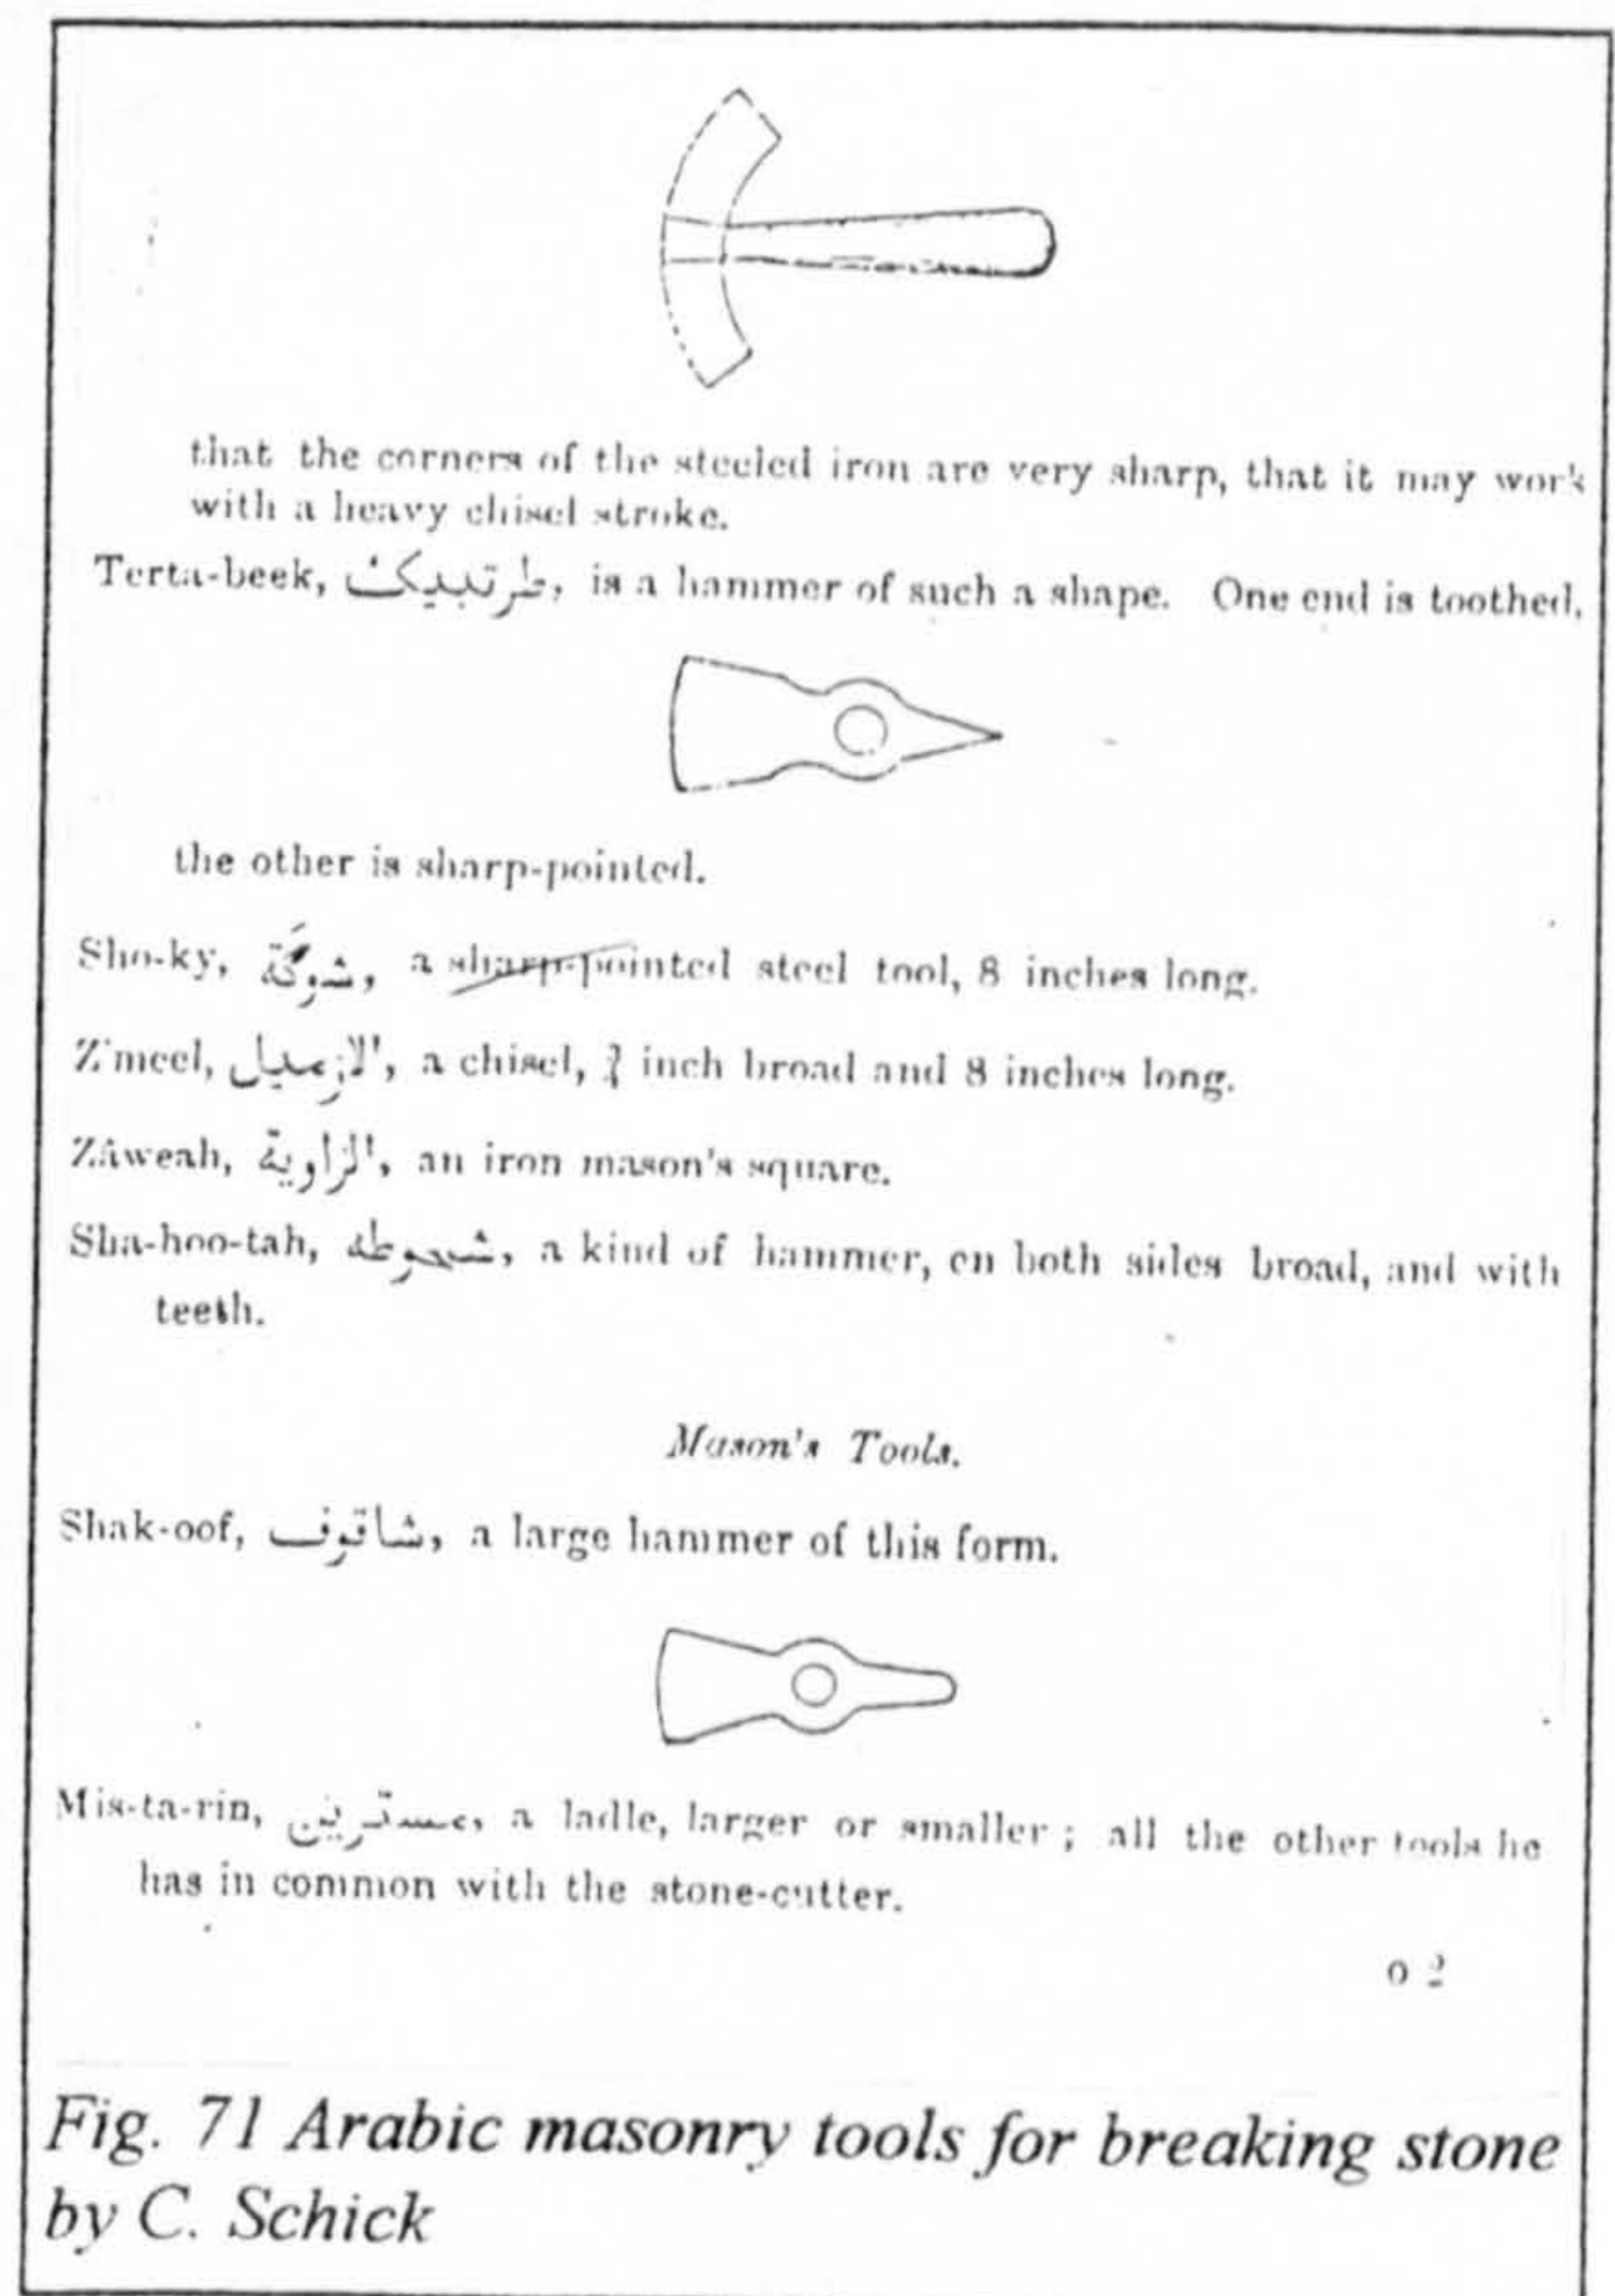 that the corners of the steeled iron are very sharp, that it may work
with a heavy chisel stroke.
Terta-beek, طرتبيك, is a hammer of such a shape. One end is toothed,
the other is sharp-pointed.
Sho-ky, شوكة, a sharp-pointed steel tool, 8 inches long.
Z'meel, الازميل, a chisel, inch broad and 8 inches long.
Zâweah, الزاوية, an iron mason's square.
Sha-hoo-tah, شحوطه, a kind of hammer, on both sides broad, and with
teeth.
Mason's Tools.
Shak-oof, شاقوف, a large hammer of this form.
Mis-ta-rin, مسترين, a ladle, larger or smaller; all the other tools he
has in common with the stone-cutter.
o 2
Fig. 71 Arabic masonry tools for breaking stone
by C. Schick